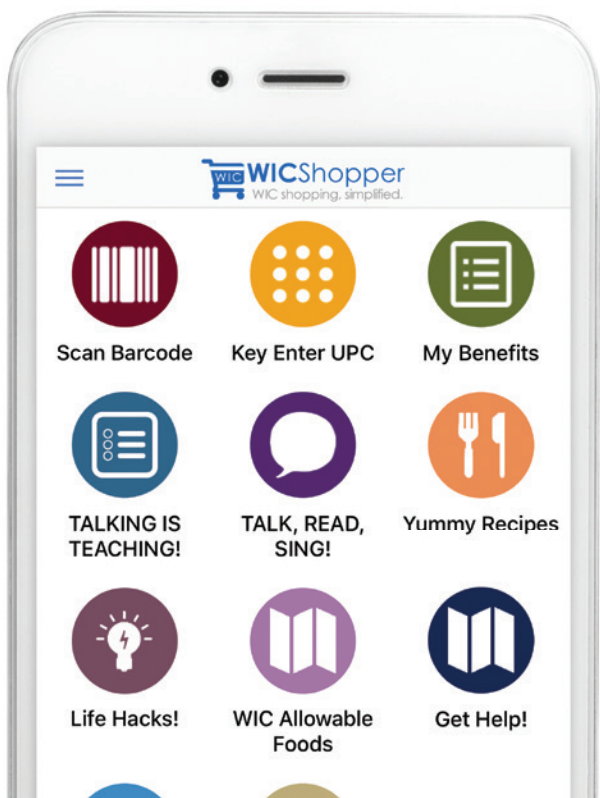 WIC WICShopper
WIC shopping, simplified.
Scan Barcode
Key Enter UPC
My Benefits
TALKING IS
TEACHING!
TALK, READ,
SING!
Yummy Recipes
Life Hacks!
WIC Allowable
Foods
Get Help!